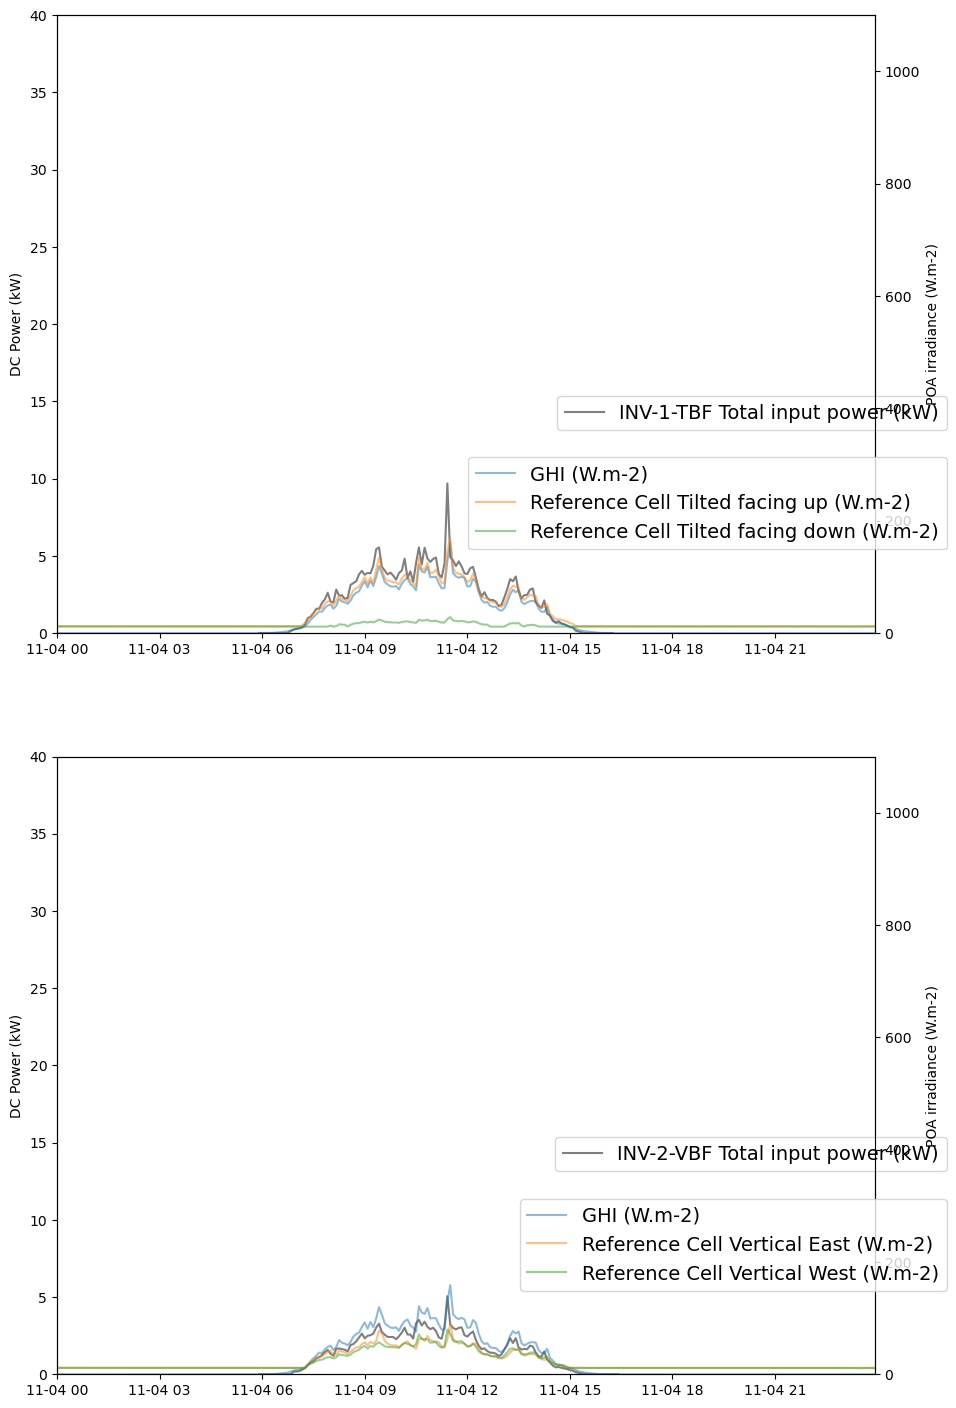 40
35
30
25
20
15
10
5
0
DC Power (kW)
1000
800
600
400
200
0
POA irradiance (W.m-2)
INV-1-TBF Total input power (kW)
GHI (W.m-2)
Reference Cell Tilted facing up (W.m-2)
Reference Cell Tilted facing down (W.m-2)
11-04 00 11-04 03 11-04 06 11-04 09 11-04 12 11-04 15 11-04 18 11-04 21
40
35
30
25
20
15
10
5
0
DC Power (kW)
1000
800
600
400
200
0
POA irradiance (W.m-2)
INV-2-VBF Total input power (kW)
GHI (W.m-2)
Reference Cell Vertical East (W.m-2)
Reference Cell Vertical West (W.m-2)
11-04 00 11-04 03 11-04 06 11-04 09 11-04 12 11-04 15 11-04 18 11-04 21